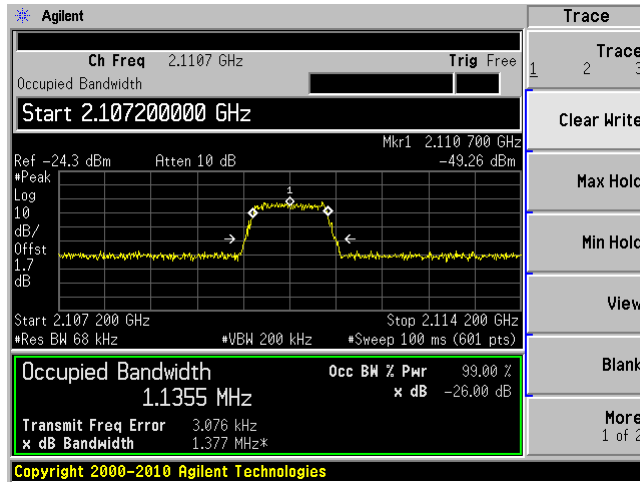 Agilent
Trace
Ch Freq 2.1107 GHz Trig Free
Occupied Bandwidth
Start 2.107200000 GHz
Mkr1 2.110 700 GHz
Ref -24.3 dBm Atten 10 dB -49.26 dBm
#Peak
Log
10
dB/
Offst
1.7
dB
1
Start 2.107 200 GHz Stop 2.114 200 GHz
#Res BW 68 kHz #VBW 200 kHz #Sweep 100 ms (601 pts)
Occupied Bandwidth Occ BW % Pwr 99.00 %
1.1355 MHz x dB -26.00 dB
Transmit Freq Error 3.076 kHz
x dB Bandwidth 1.377 MHz*
Copyright 2000-2010 Agilent Technologies
Trace
1 2 3
Clear Write
Max Hold
Min Hold
View
Blank
More
1 of 2